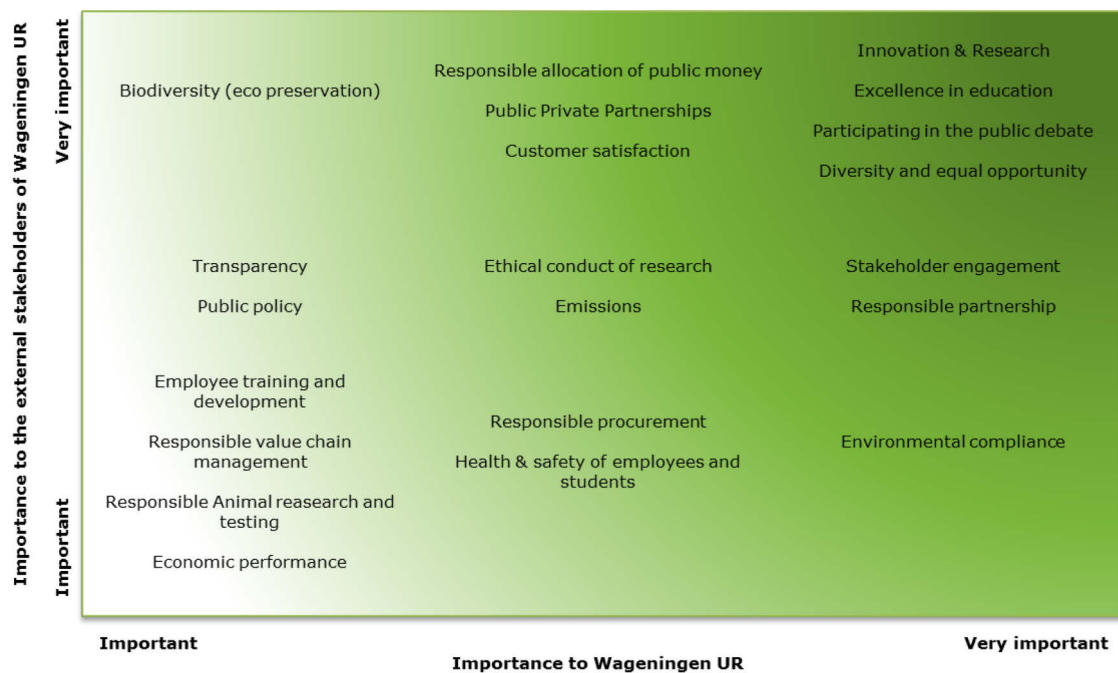 Importance to the external stakeholders of Wageningen UR
Very important
Important
Biodiversity (eco preservation)
Responsible allocation of public money
Public Private Partnerships
Customer satisfaction
Innovation & Research
Excellence in education
Participating in the public debate
Diversity and equal opportunity
Transparency
Public policy
Ethical conduct of research
Emissions
Stakeholder engagement
Responsible partnership
Employee training and
development
Responsible value chain
management
Responsible Animal reasearch and
testing
Economic performance
Responsible procurement
Health & safety of employees and
students
Environmental compliance
Important
Very important
Importance to Wageningen UR